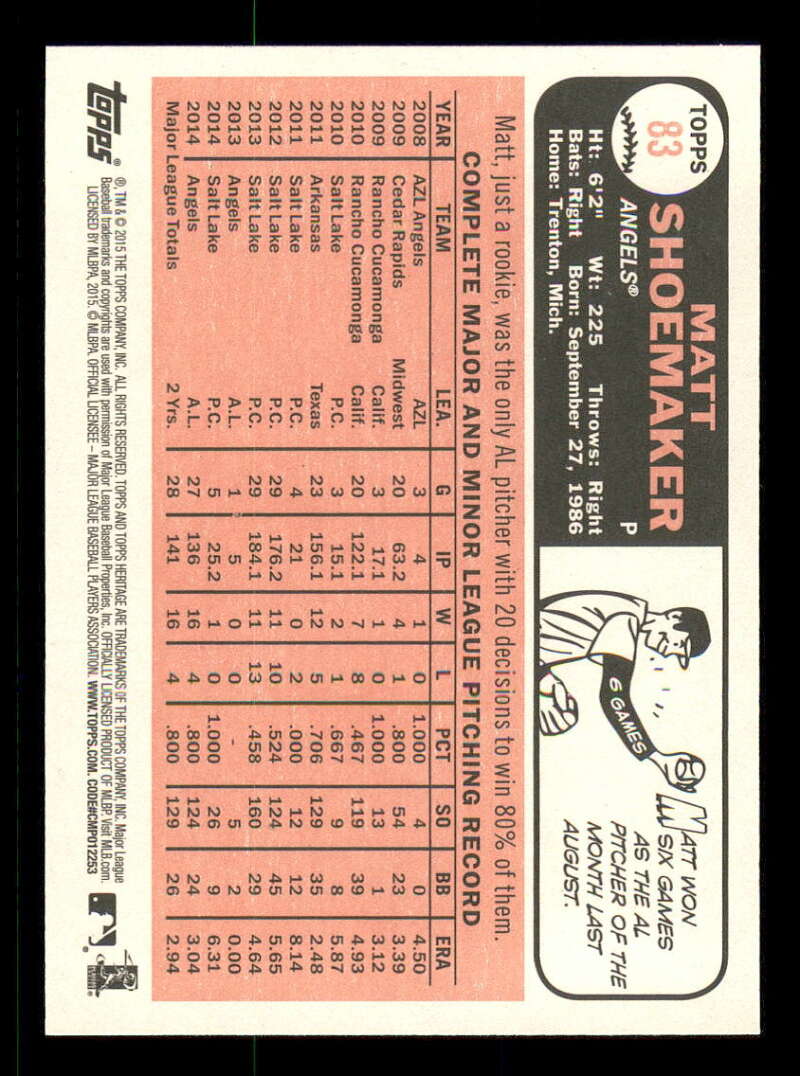 TOPPS
83
MATT
SHOEMAKER
ANGELS® P
Ht: 6'2" Wt: 225 Throws: Right
Bats: Right Born: September 27, 1986
Home: Trenton, Mich.
6 GAMES
MATT WON
SIX GAMES
AS THE AL
PITCHER OF THE
MONTH LAST
AUGUST.
Matt, just a rookie, was the only AL pitcher with 20 decisions to win 80% of them.
COMPLETE MAJOR AND MINOR LEAGUE PITCHING RECORD
YEAR TEAM LEA. G IP W L PCT SO BB ERA
2008 AZL Angels AZL 3 4 1 0 1.000 4 0 4.50
2009 Cedar Rapids Midwest 20 63.2 4 1 .800 54 23 3.39
2009 Rancho Cucamonga Calif. 3 17.1 1 0 1.000 13 1 3.12
2010 Rancho Cucamonga Calif. 20 122.1 7 8 .467 119 39 4.93
2010 Salt Lake P.C. 3 15.1 2 1 .667 9 8 5.87
2011 Arkansas Texas 23 156.1 12 5 .706 129 35 2.48
2011 Salt Lake P.C. 4 21 0 2 .000 12 12 8.14
2012 Salt Lake P.C. 29 176.2 11 10 .524 124 45 5.65
2013 Salt Lake P.C. 29 184.1 11 13 .458 160 29 4.64
2013 Angels A.L. 1 5 0 0 - 5 2 0.00
2014 Salt Lake P.C. 5 25.2 1 0 1.000 26 9 6.31
2014 Angels A.L. 27 136 16 4 .800 124 24 3.04
Major League Totals 2 Yrs. 28 141 16 4 .800 129 26 2.94
topps®
®, TM & © 2015 THE TOPPS COMPANY, INC. ALL RIGHTS RESERVED. TOPPS AND TOPPS HERITAGE ARE TRADEMARKS OF THE TOPPS COMPANY, INC. Major League
Baseball trademarks and copyrights are used with permission of Major League Baseball Properties, Inc. OFFICIALLY LICENSED PRODUCT OF MLBP. Visit MLB.com.
LICENSED BY MLBPA, 2015. © MLBPA. OFFICIAL LICENSEE – MAJOR LEAGUE BASEBALL PLAYERS ASSOCIATION. WWW.TOPPS.COM. CODE#CMP012253